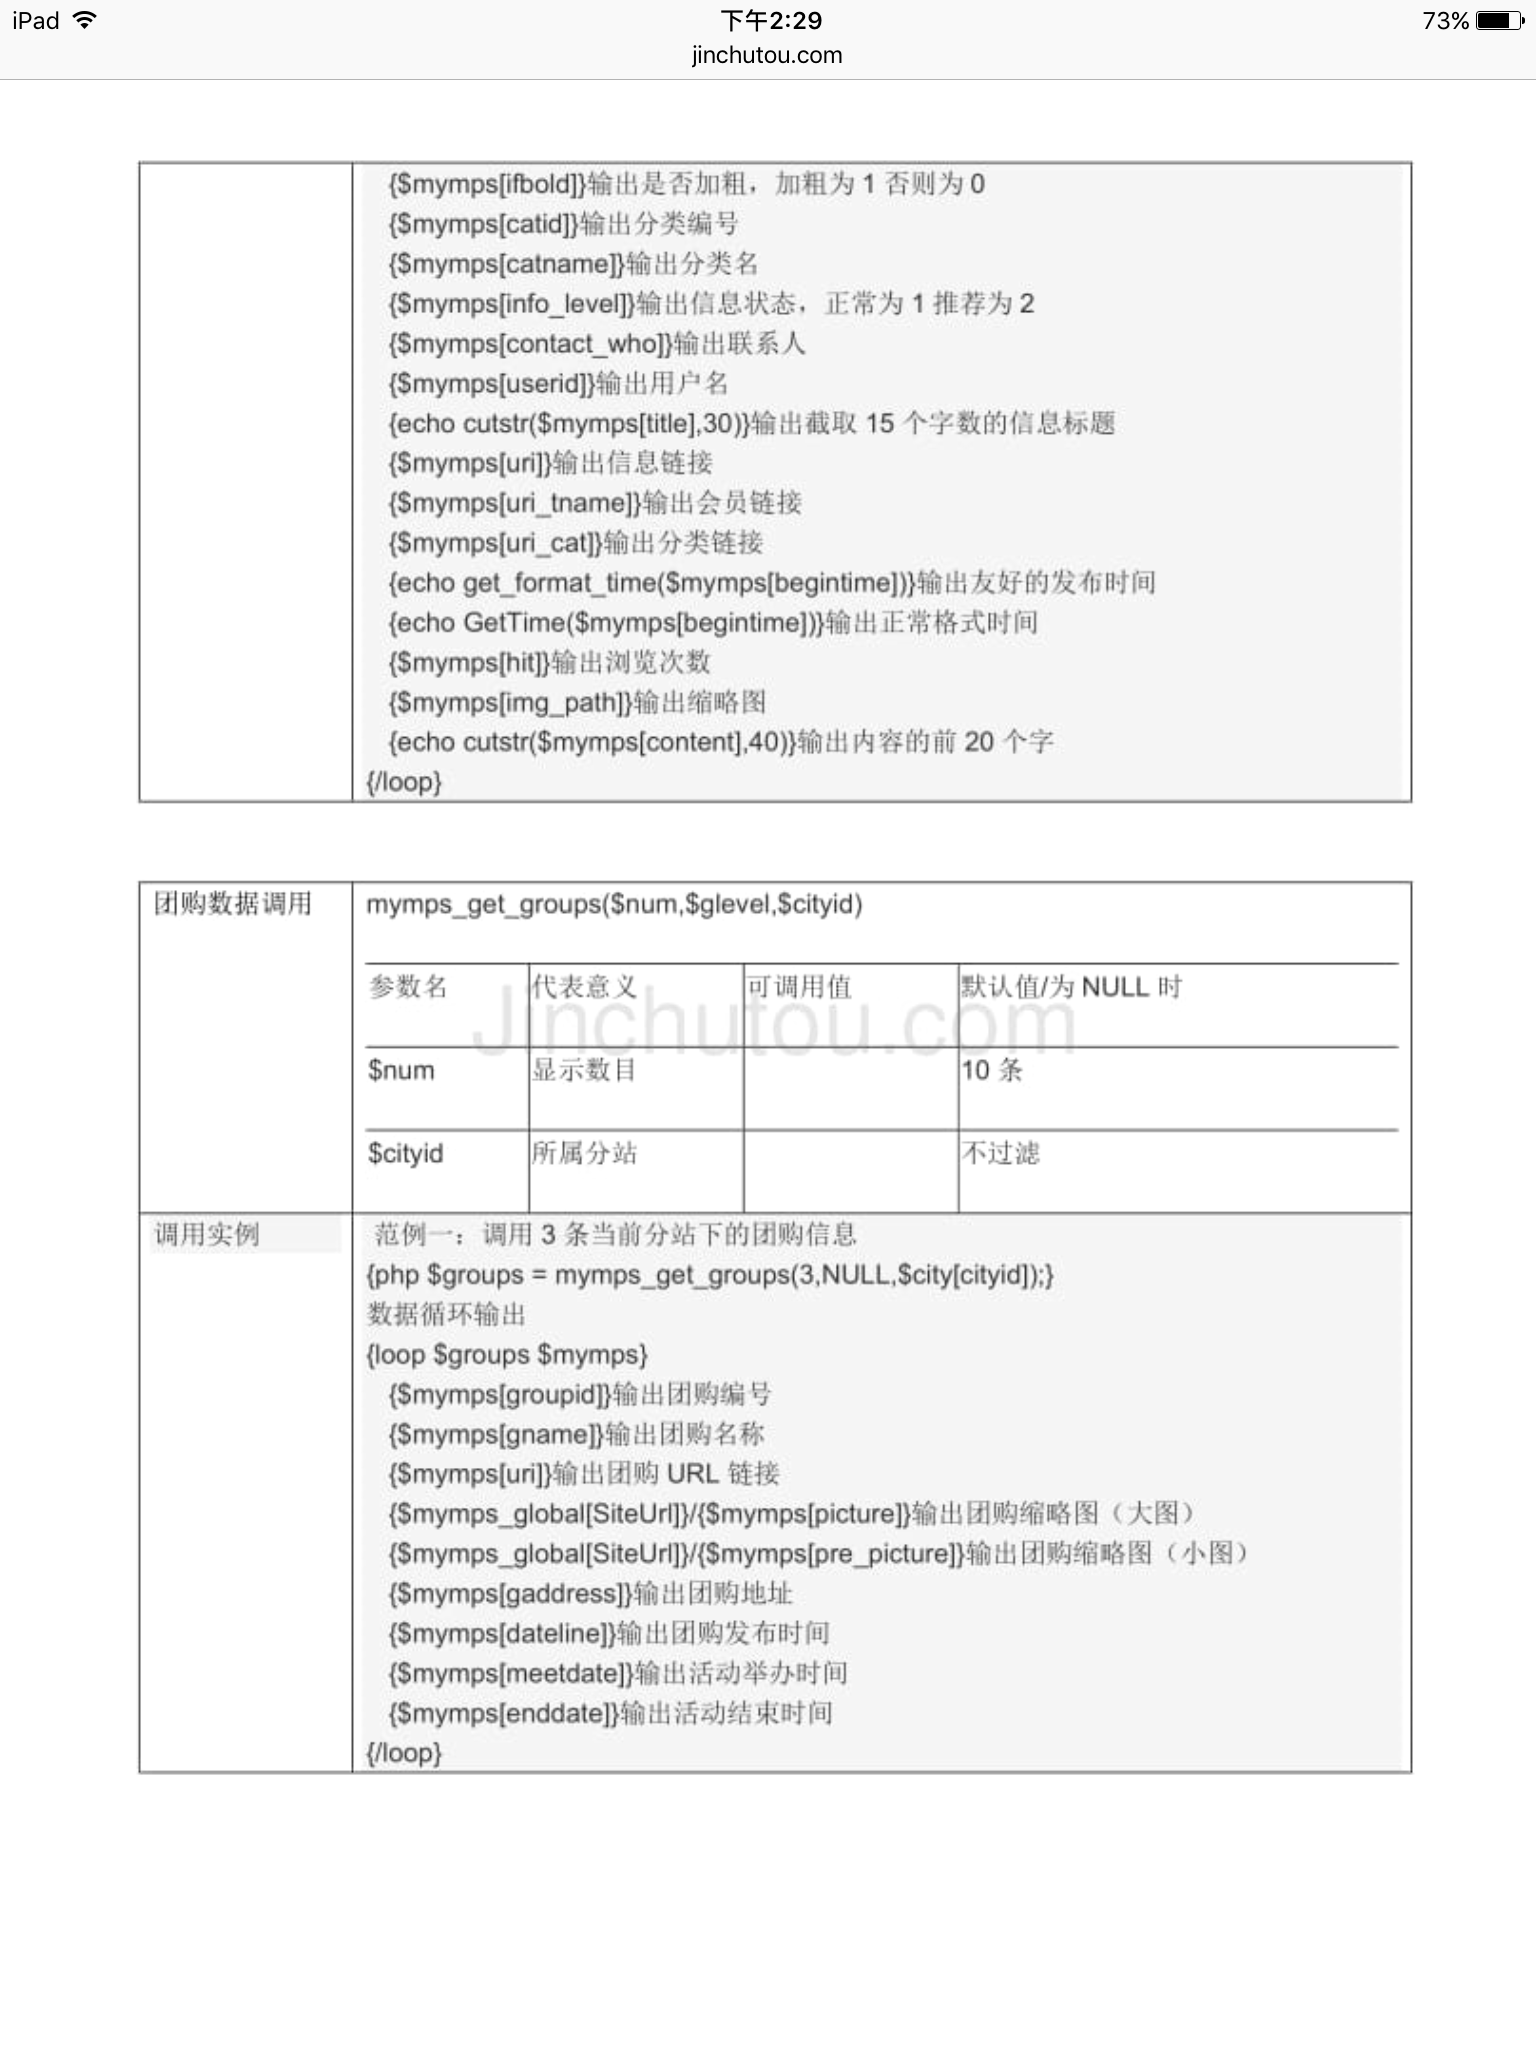 iPad 下午2:29 73%
jinchutou.com
{$mymps[ifbold]}输出是否加粗，加粗为 1 否则为 0
{$mymps[catid]}输出分类编号
{$mymps[catname]}输出分类名
{$mymps[info_level]}输出信息状态，正常为 1 推荐为 2
{$mymps[contact_who]}输出联系人
{$mymps[userid]}输出用户名
{echo cutstr($mymps[title],30)}输出截取 15 个字数的信息标题
{$mymps[uri]}输出信息链接
{$mymps[uri_tname]}输出会员链接
{$mymps[uri_cat]}输出分类链接
{echo get_format_time($mymps[begintime])}输出友好的发布时间
{echo GetTime($mymps[begintime])}输出正常格式时间
{$mymps[hit]}输出浏览次数
{$mymps[img_path]}输出缩略图
{echo cutstr($mymps[content],40)}输出内容的前 20 个字
{/loop}
团购数据调用 mymps_get_groups($num,$glevel,$cityid)
参数名 代表意义 可调用值 默认值/为 NULL 时
Jinchutou.com
$num 显示数目 10 条
$cityid 所属分站 不过滤
调用实例 范例一：调用 3 条当前分站下的团购信息
{php $groups = mymps_get_groups(3,NULL,$city[cityid]);}
数据循环输出
{loop $groups $mymps}
{$mymps[groupid]}输出团购编号
{$mymps[gname]}输出团购名称
{$mymps[uri]}输出团购 URL 链接
{$mymps_global[SiteUrl]}/{$mymps[picture]}输出团购缩略图（大图）
{$mymps_global[SiteUrl]}/{$mymps[pre_picture]}输出团购缩略图（小图）
{$mymps[gaddress]}输出团购地址
{$mymps[dateline]}输出团购发布时间
{$mymps[meetdate]}输出活动举办时间
{$mymps[enddate]}输出活动结束时间
{/loop}